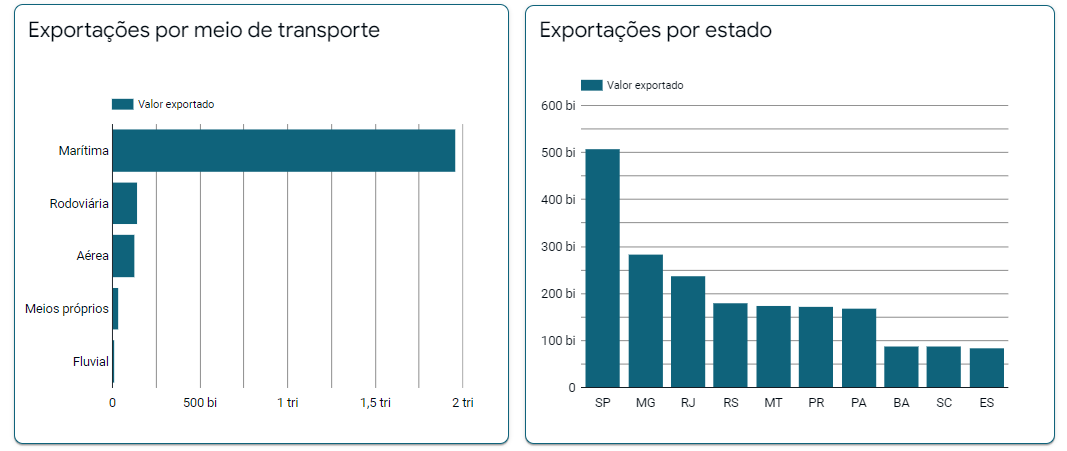 Exportações por meio de transporte
Valor exportado
Marítima
Rodoviária
Aérea
Meios próprios
Fluvial
0 500 bi 1 tri 1,5 tri 2 tri
Exportações por estado
Valor exportado
600 bi
500 bi
400 bi
300 bi
200 bi
100 bi
0
SP MG RJ RS MT PR PA BA SC ES